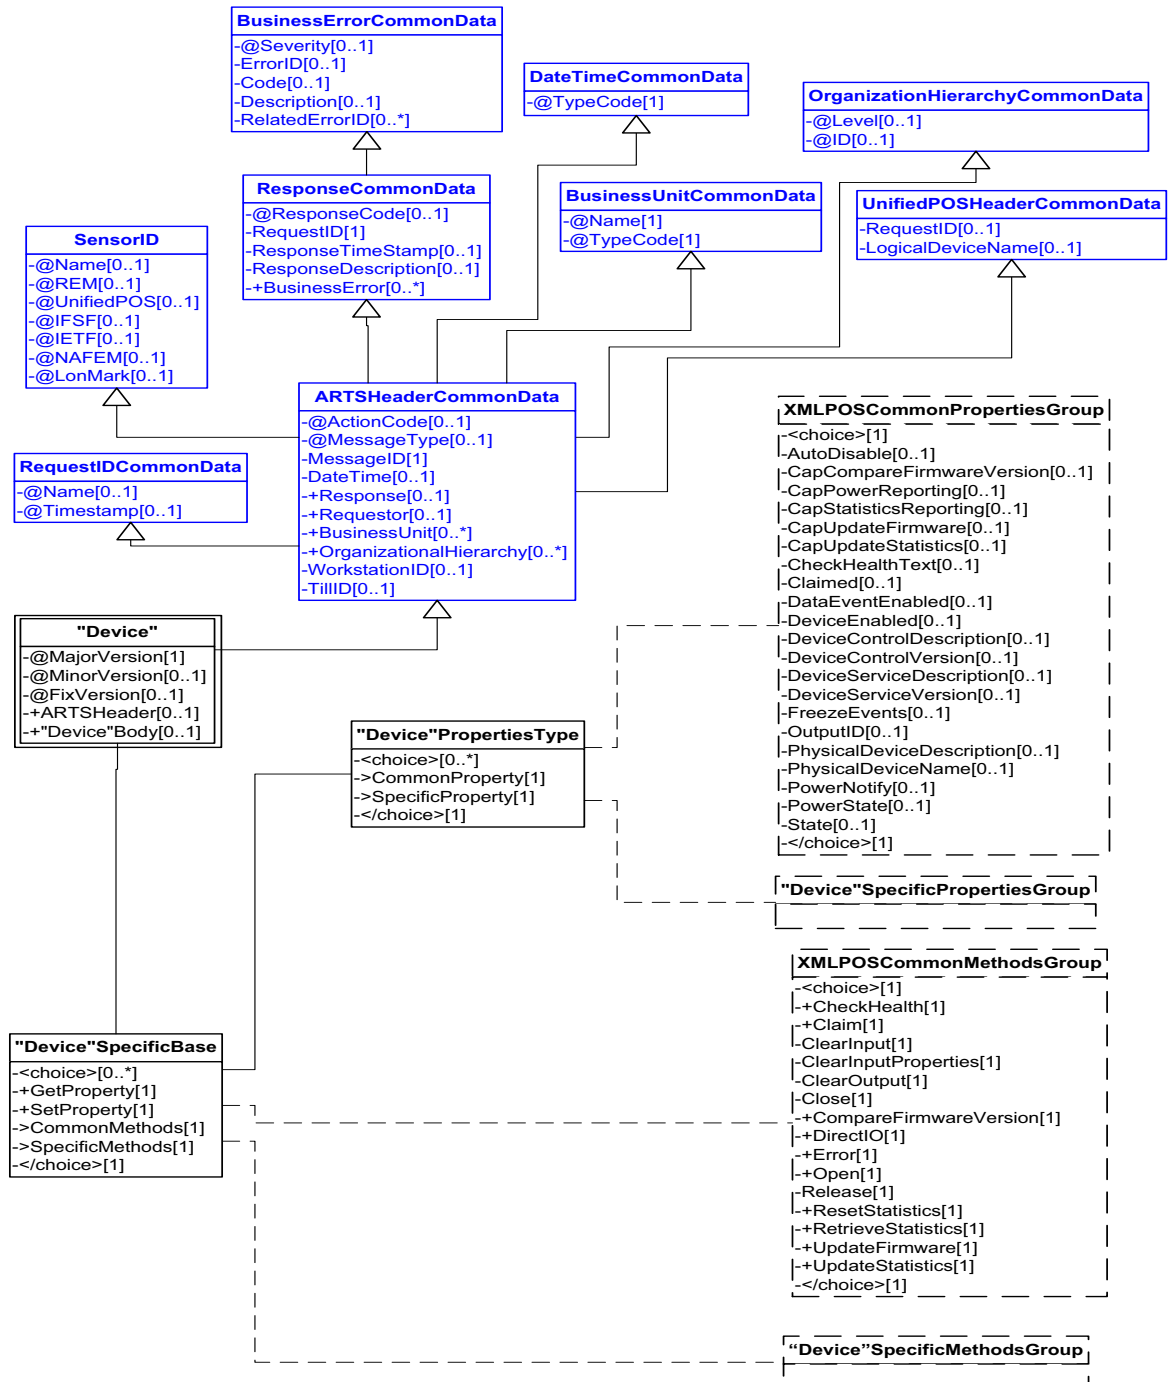 BusinessErrorCommonData
-@Severity[0..1]
-ErrorID[0..1]
-Code[0..1]
-Description[0..1]
-RelatedErrorID[0..*]
DateTimeCommonData
-@TypeCode[1]
OrganizationHierarchyCommonData
-@Level[0..1]
-@ID[0..1]
ResponseCommonData
-@ResponseCode[0..1]
-RequestID[1]
-ResponseTimeStamp[0..1]
-ResponseDescription[0..1]
-+BusinessError[0..*]
BusinessUnitCommonData
-@Name[1]
-@TypeCode[1]
UnifiedPOSHeaderCommonData
-RequestID[0..1]
-LogicalDeviceName[0..1]
SensorID
-@Name[0..1]
-@REM[0..1]
-@UnifiedPOS[0..1]
-@IFSF[0..1]
-@IETF[0..1]
-@NAFEM[0..1]
-@LonMark[0..1]
ARTSHeaderCommonData
-@ActionCode[0..1]
-@MessageType[0..1]
-MessageID[1]
-DateTime[0..1]
-+Response[0..1]
-+Requestor[0..1]
-+BusinessUnit[0..*]
-+OrganizationalHierarchy[0..*]
-WorkstationID[0..1]
-TillID[0..1]
RequestIDCommonData
-@Name[0..1]
-@Timestamp[0..1]
XMLPOSCommonPropertiesGroup
-<choice>[1]
-AutoDisable[0..1]
-CapCompareFirmwareVersion[0..1]
-CapPowerReporting[0..1]
-CapStatisticsReporting[0..1]
-CapUpdateFirmware[0..1]
-CapUpdateStatistics[0..1]
-CheckHealthText[0..1]
-Claimed[0..1]
-DataEventEnabled[0..1]
-DeviceEnabled[0..1]
-DeviceControlDescription[0..1]
-DeviceControlVersion[0..1]
-DeviceServiceDescription[0..1]
-DeviceServiceVersion[0..1]
-FreezeEvents[0..1]
-OutputID[0..1]
-PhysicalDeviceDescription[0..1]
-PhysicalDeviceName[0..1]
-PowerNotify[0..1]
-PowerState[0..1]
-State[0..1]
-</choice>[1]
"Device"
-@MajorVersion[1]
-@MinorVersion[0..1]
-@FixVersion[0..1]
-+ARTSHeader[0..1]
-+"Device"Body[0..1]
"Device"PropertiesType
-<choice>[0..*]
->CommonProperty[1]
->SpecificProperty[1]
-</choice>[1]
"Device"SpecificPropertiesGroup
XMLPOSCommonMethodsGroup
-<choice>[1]
-+CheckHealth[1]
-+Claim[1]
-ClearInput[1]
-ClearInputProperties[1]
-ClearOutput[1]
-Close[1]
-+CompareFirmwareVersion[1]
-+DirectIO[1]
-+Error[1]
-+Open[1]
-Release[1]
-+ResetStatistics[1]
-+RetrieveStatistics[1]
-+UpdateFirmware[1]
-+UpdateStatistics[1]
-</choice>[1]
"Device"SpecificBase
-<choice>[0..*]
-+GetProperty[1]
-+SetProperty[1]
->CommonMethods[1]
->SpecificMethods[1]
-</choice>[1]
“Device”SpecificMethodsGroup